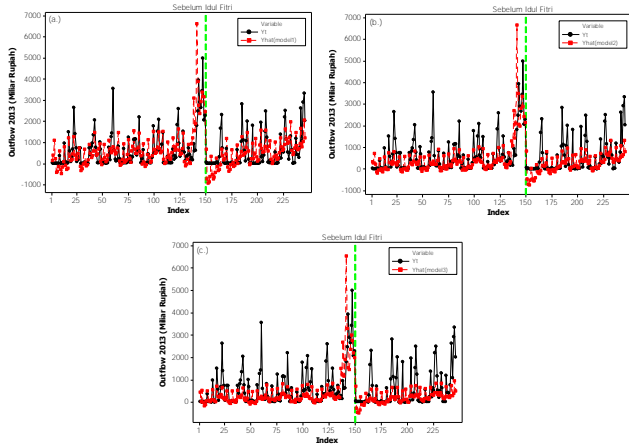 Sebelum Idul Fitri
(a.)
Variable
Yt
Yhat(model1)
Outflow 2013 (Miliar Rupiah)
7000
6000
5000
4000
3000
2000
1000
0
-1000
1 25 50 75 100 125 150 175 200 225
Index
Sebelum Idul Fitri
(b.)
Variable
Yt
Yhat(model2)
Outflow 2013 (Miliar Rupiah)
7000
6000
5000
4000
3000
2000
1000
0
-1000
1 25 50 75 100 125 150 175 200 225
Index
Sebelum Idul Fitri
(c.)
Variable
Yt
Yhat(model3)
Outflow 2013 (Miliar Rupiah)
7000
6000
5000
4000
3000
2000
1000
0
-1000
1 25 50 75 100 125 150 175 200 225
Index